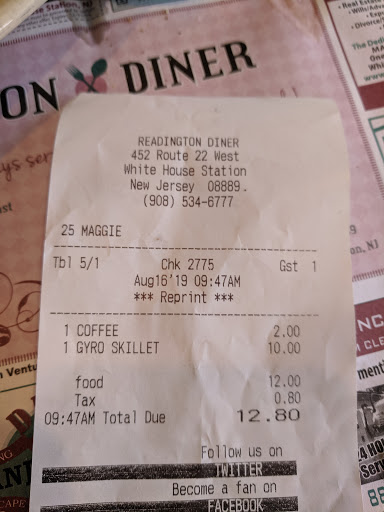 ON DINER
READINGTON DINER
452 Route 22 West
White House Station
New Jersey 08889.
(908) 534-6777
25 MAGGIE
Tbl 5/1 Chk 2775 Gst 1
Aug16'19 09:47AM
*** Reprint ***
1 COFFEE 2.00
1 GYRO SKILLET 10.00
food 12.00
Tax 0.80
09:47AM Total Due 12.80
Follow us on
TWITTER
Become a fan on
FACEBOOK